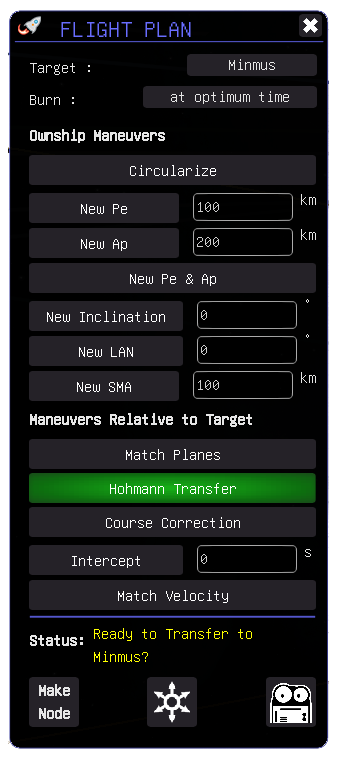 FLIGHT PLAN
Target : Minmus
Burn : at optimum time
Ownship Maneuvers
Circularize
New Pe 100 km
New Ap 200 km
New Pe & Ap
New Inclination 0 °
New LAN 0 °
New SMA 100 km
Maneuvers Relative to Target
Match Planes
Hohmann Transfer
Course Correction
Intercept 0 s
Match Velocity
Status: Ready to Transfer to
Minmus?
Make
Node